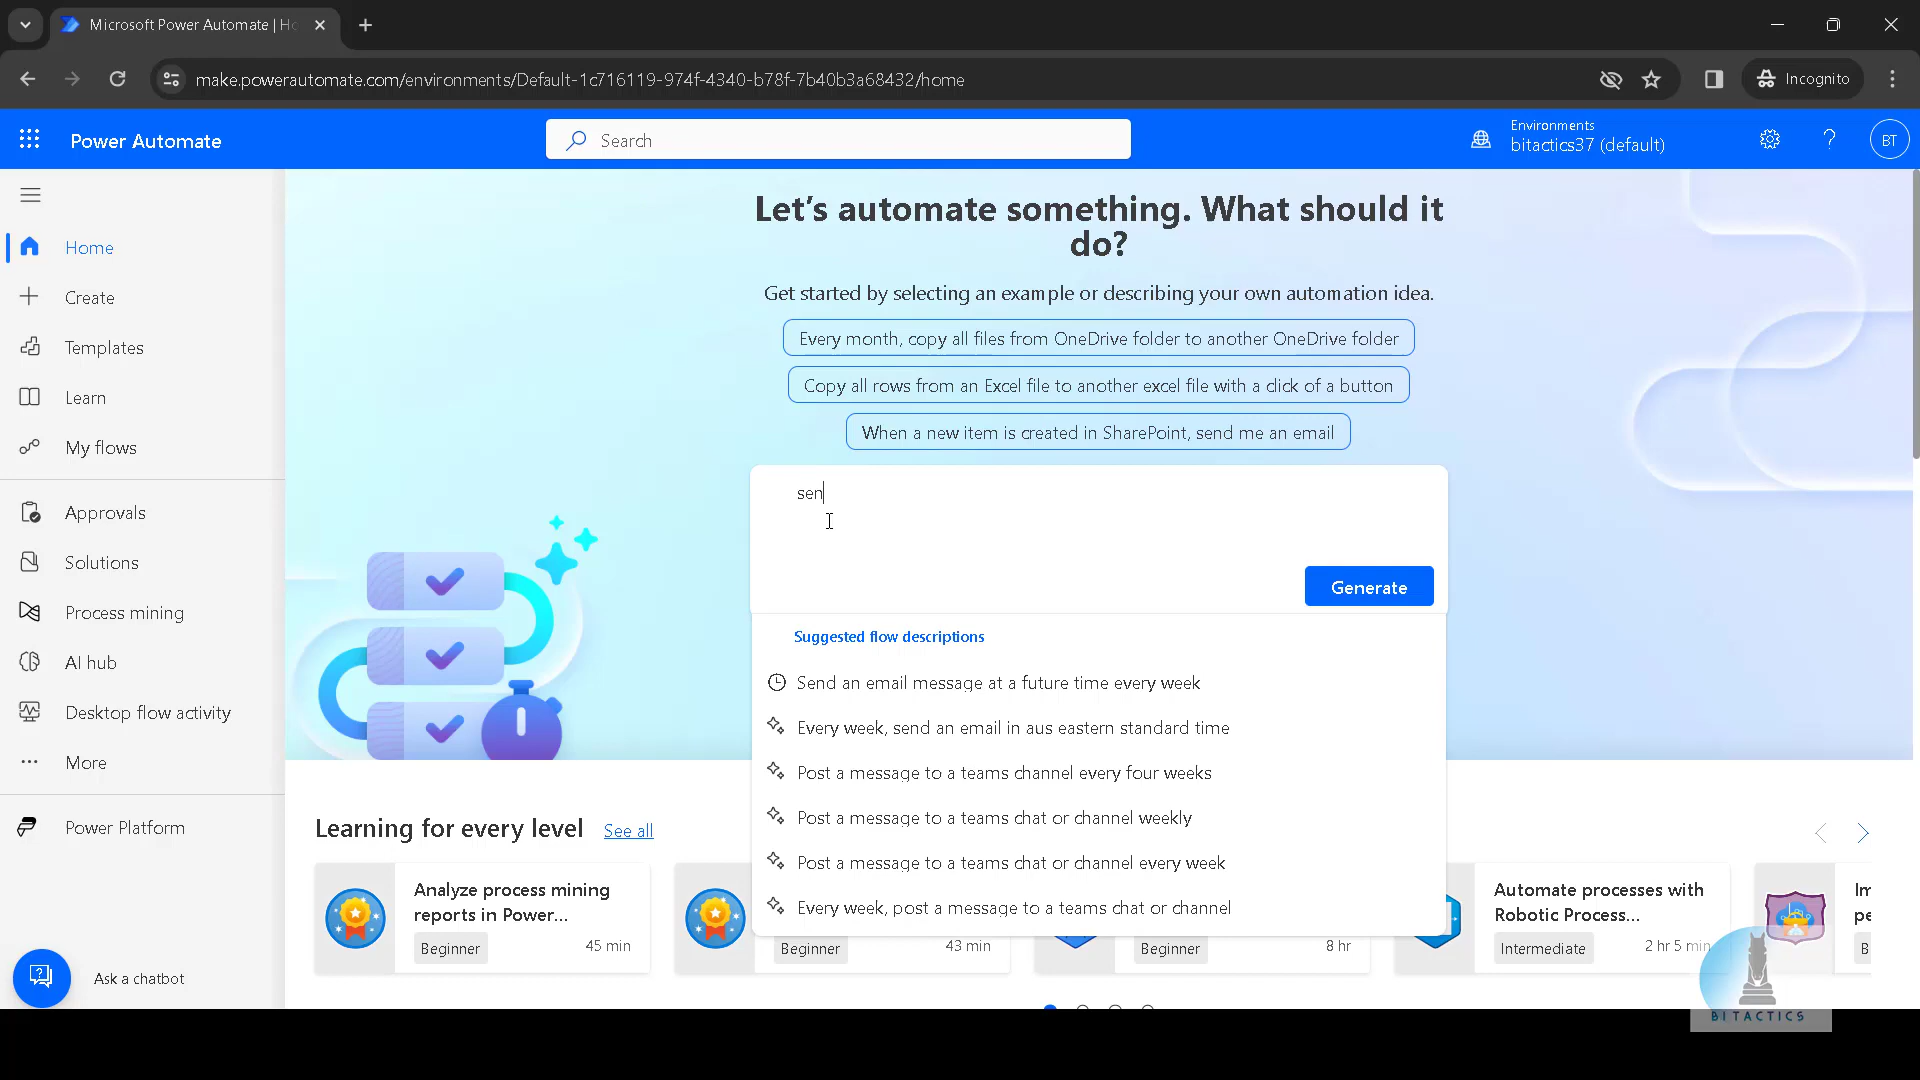 Microsoft Power Automate | Ho
make.powerautomate.com/environments/Default-1c716119-974f-4340-b78f-7b40b3a68432/home
Incognito
Power Automate
Search
Environments
bitactics37 (default)
BT
Home
Create
Templates
Learn
My flows
Approvals
Solutions
Process mining
AI hub
Desktop flow activity
More
Power Platform
Ask a chatbot
Let's automate something. What should it
do?
Get started by selecting an example or describing your own automation idea.
Every month, copy all files from OneDrive folder to another OneDrive folder
Copy all rows from an Excel file to another excel file with a click of a button
When a new item is created in SharePoint, send me an email
sen
Generate
Suggested flow descriptions
Send an email message at a future time every week
Every week, send an email in aus eastern standard time
Post a message to a teams channel every four weeks
Post a message to a teams chat or channel weekly
Post a message to a teams chat or channel every week
Every week, post a message to a teams chat or channel
Learning for every level
See all
Analyze process mining
reports in Power...
Beginner
45 min
Beginner
43 min
Beginner
8 hr
Automate processes with
Robotic Process...
Intermediate
2 hr 5 min
Im
pe
B
BITACTICS